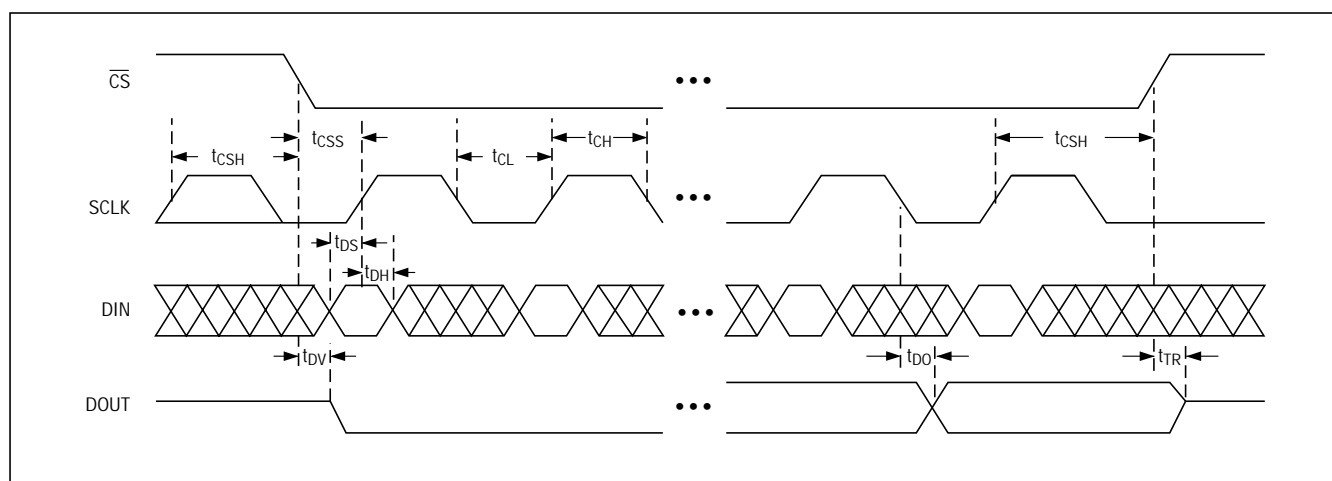 CS
•••
tCSS
tCH
tCSH
tCL
tCSH
SCLK
•••
tDS
tDH
DIN
•••
tDV
tDO
tTR
DOUT
•••